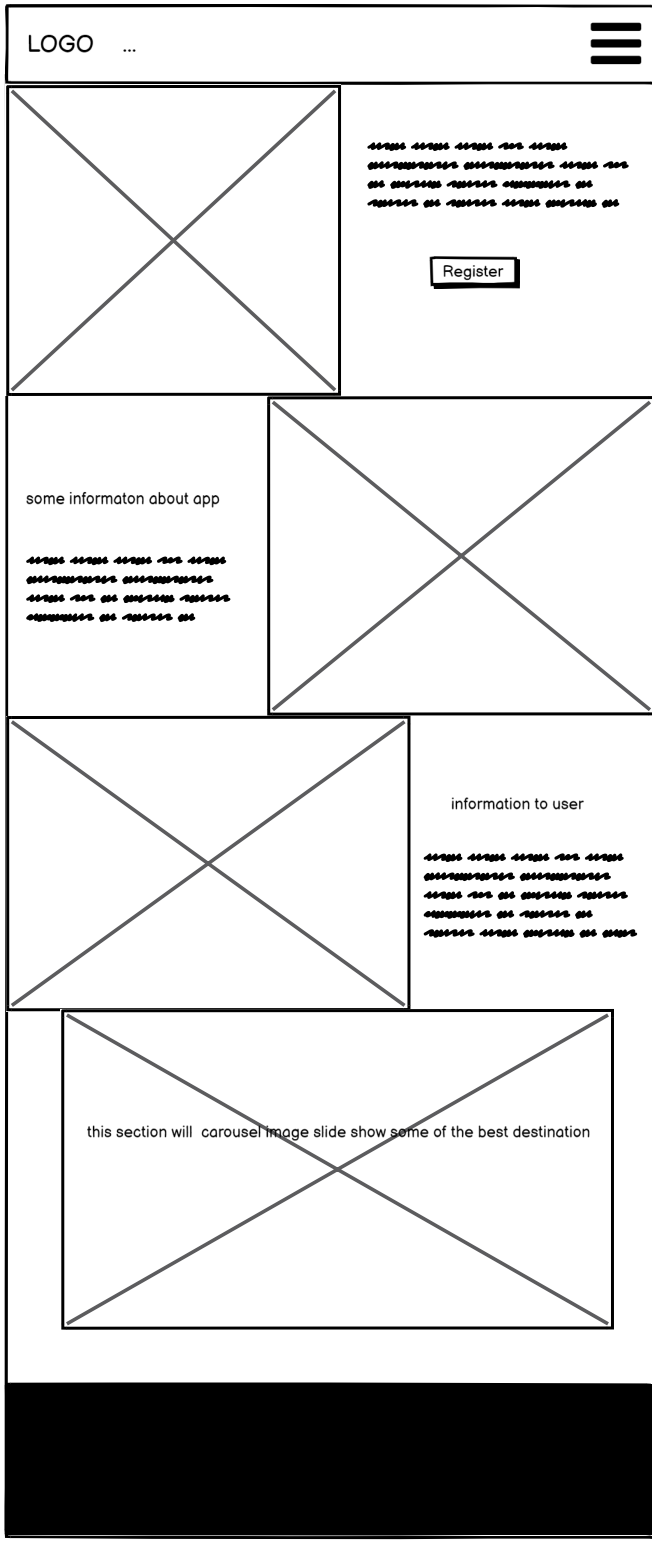 LOGO ...
Register
some informaton about app
information to user
this section will  carousel image slide show some of the best destination